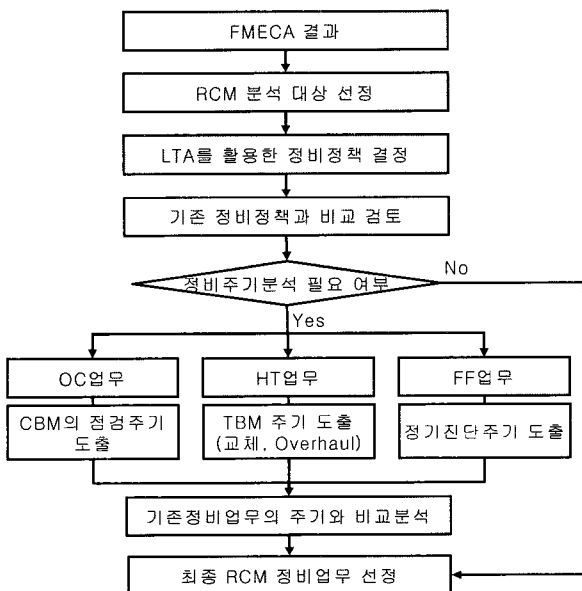 FMECA 결과
RCM 분석 대상 선정
LTA를 활용한 정비정책 결정
기존 정비정책과 비교 검토
정비주기분석 필요 여부
No
Yes
OC업무
HT업무
FF업무
CBM의 점검주기
도출
TBM 주기 도출
(교체, Overhaul)
정기진단주기 도출
기존정비업무의 주기와 비교분석
최종 RCM 정비업무 선정